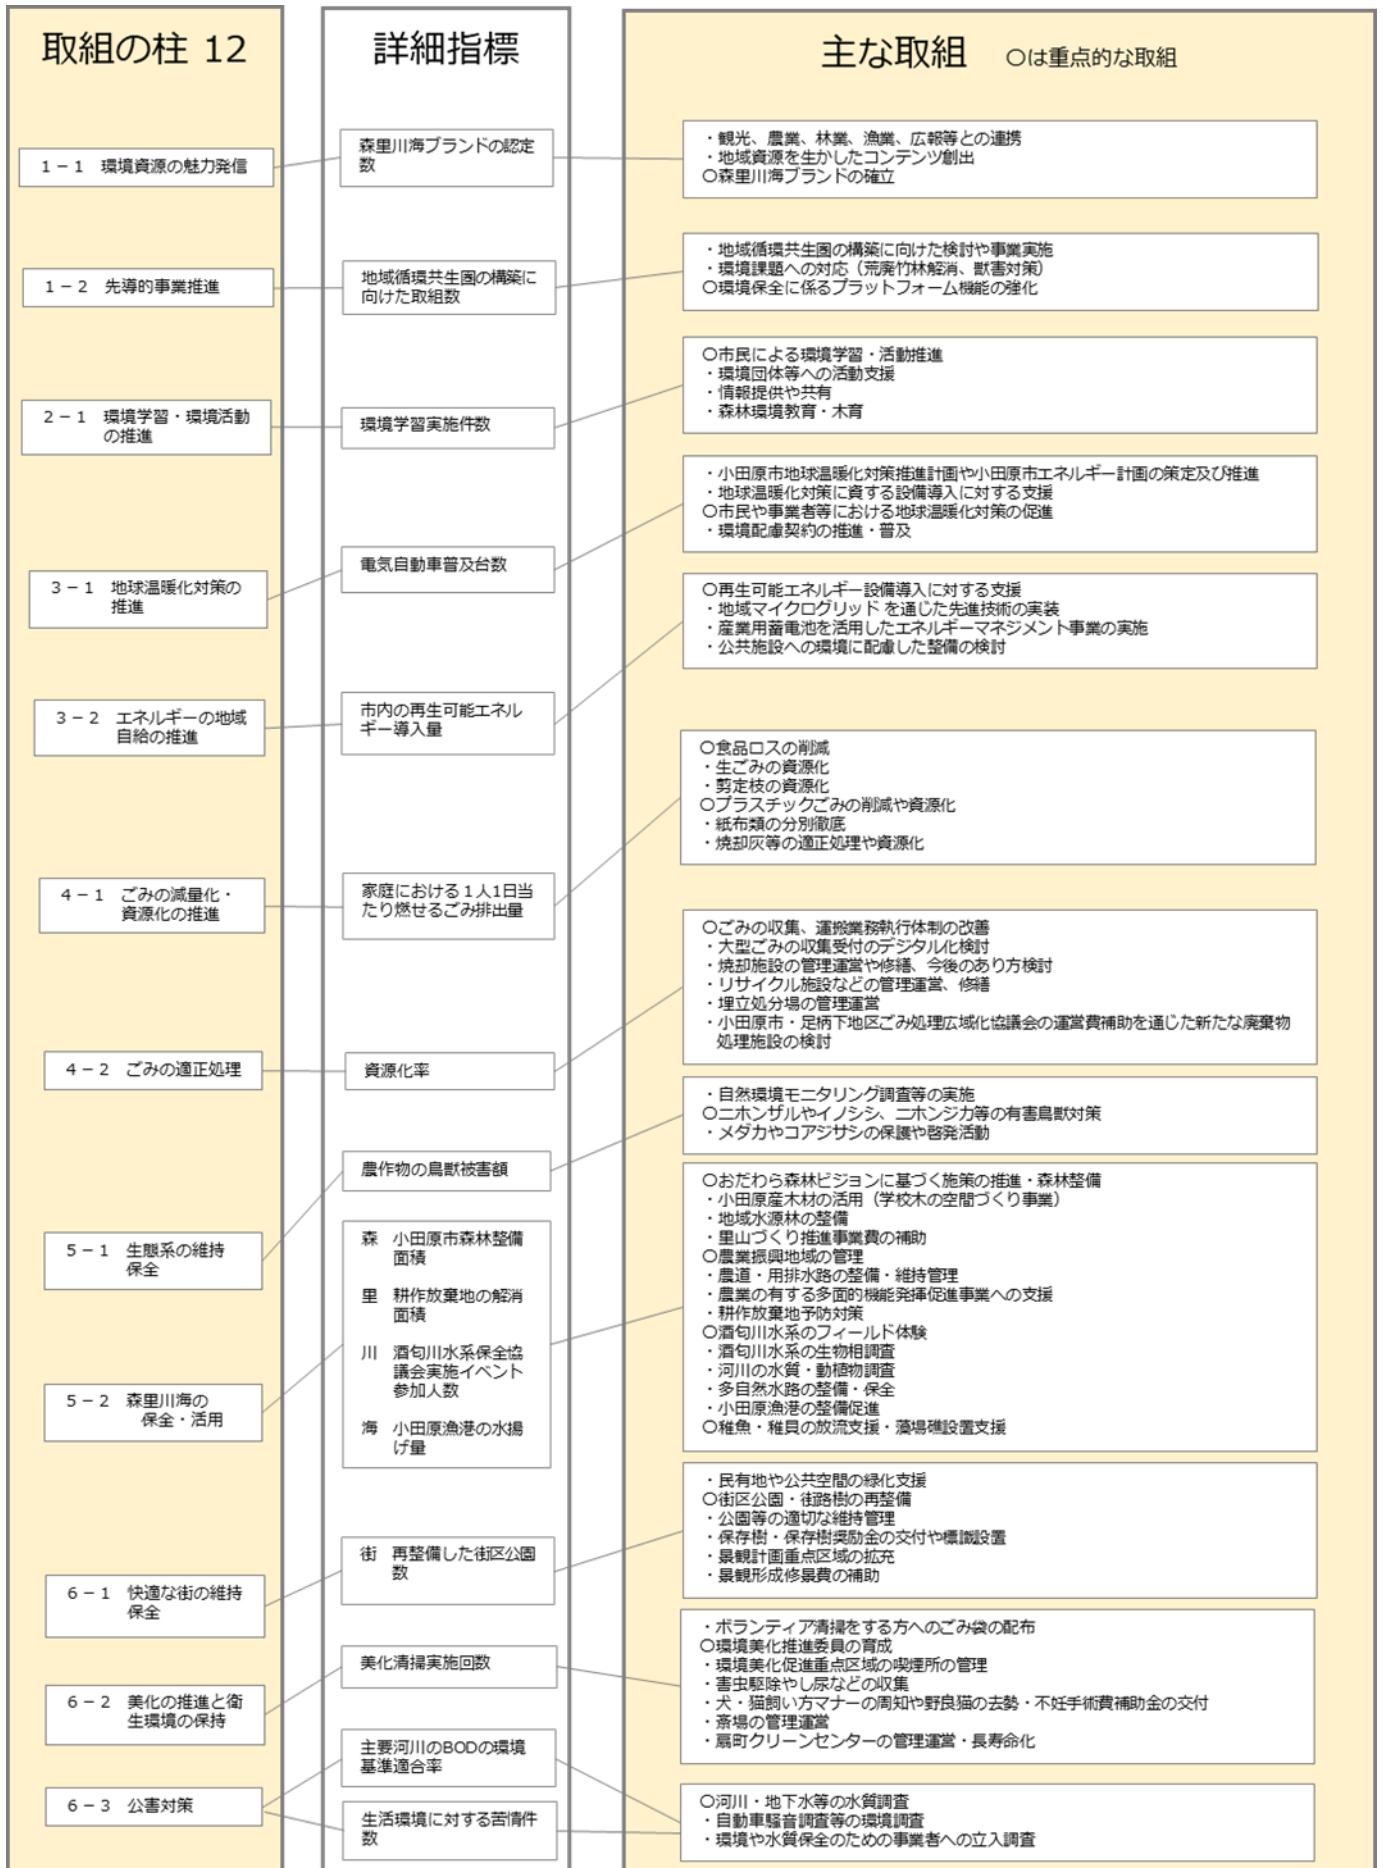 取組の柱 12
詳細指標
主な取組 〇は重点的な取組
1－1 環境資源の魅力発信
森里川海ブランドの認定
数
・観光、農業、林業、漁業、広報等との連携
・地域資源を生かしたコンテンツ創出
〇森里川海ブランドの確立
1－2 先導的事業推進
地域循環共生圏の構築に
向けた取組数
・地域循環共生圏の構築に向けた検討や事業実施
・環境課題への対応（荒廃竹林解消、獣害対策）
〇環境保全に係るプラットフォーム機能の強化
2－1 環境学習・環境活動
の推進
環境学習実施件数
〇市民による環境学習・活動推進
・環境団体等への活動支援
・情報提供や共有
・森林環境教育・木育
3－1 地球温暖化対策の
推進
電気自動車普及台数
・小田原市地球温暖化対策推進計画や小田原市エネルギー計画の策定及び推進
・地球温暖化対策に資する設備導入に対する支援
〇市民や事業者等における地球温暖化対策の促進
・環境配慮契約の推進・普及
3－2 エネルギーの地域
自給の推進
市内の再生可能エネル
ギー導入量
〇再生可能エネルギー設備導入に対する支援
・地域マイクログリッド を通じた先進技術の実装
・産業用蓄電池を活用したエネルギーマネジメント事業の実施
・公共施設への環境に配慮した整備の検討
4－1 ごみの減量化・
資源化の推進
家庭における１人1日当
たり燃せるごみ排出量
〇食品ロスの削減
・生ごみの資源化
・剪定枝の資源化
〇プラスチックごみの削減や資源化
・紙布類の分別徹底
・焼却灰等の適正処理や資源化
4－2 ごみの適正処理
資源化率
〇ごみの収集、運搬業務執行体制の改善
・大型ごみの収集受付のデジタル化検討
・焼却施設の管理運営や修繕、今後のあり方検討
・リサイクル施設などの管理運営、修繕
・埋立処分場の管理運営
・小田原市・足柄下地区ごみ処理広域化協議会の運営費補助を通じた新たな廃棄物
処理施設の検討
5－1 生態系の維持
保全
農作物の鳥獣被害額
・自然環境モニタリング調査等の実施
〇ニホンザルやイノシシ、ニホンジカ等の有害鳥獣対策
・メダカやコアジサシの保護や啓発活動
5－2 森里川海の
保全・活用
森 小田原市森林整備
面積
里 耕作放棄地の解消
面積
川 酒匂川水系保全協
議会実施イベント
参加人数
海 小田原漁港の水揚
げ量
〇おだわら森林ビジョンに基づく施策の推進・森林整備
・小田原産木材の活用（学校木の空間づくり事業）
・地域水源林の整備
・里山づくり推進事業費の補助
〇農業振興地域の管理
・農道・用排水路の整備・維持管理
・農業の有する多面的機能発揮促進事業への支援
・耕作放棄地予防対策
〇酒匂川水系のフィールド体験
・酒匂川水系の生物相調査
・河川の水質・動植物調査
・多自然水路の整備・保全
・小田原漁港の整備促進
〇稚魚・稚貝の放流支援・藻場礁設置支援
6－1 快適な街の維持
保全
街 再整備した街区公園
数
・民有地や公共空間の緑化支援
〇街区公園・街路樹の再整備
・公園等の適切な維持管理
・保存樹・保存樹奨励金の交付や標識設置
・景観計画重点区域の拡充
・景観形成修景費の補助
6－2 美化の推進と衛
生環境の保持
美化清掃実施回数
・ボランティア清掃をする方へのごみ袋の配布
〇環境美化推進委員の育成
・環境美化促進重点区域の喫煙所の管理
・害虫駆除やし尿などの収集
・犬・猫飼い方マナーの周知や野良猫の去勢・不妊手術費補助金の交付
・斎場の管理運営
・扇町クリーンセンターの管理運営・長寿命化
6－3 公害対策
主要河川のBODの環境
基準適合率
生活環境に対する苦情件
数
〇河川・地下水等の水質調査
・自動車騒音調査等の環境調査
・環境や水質保全のための事業者への立入調査